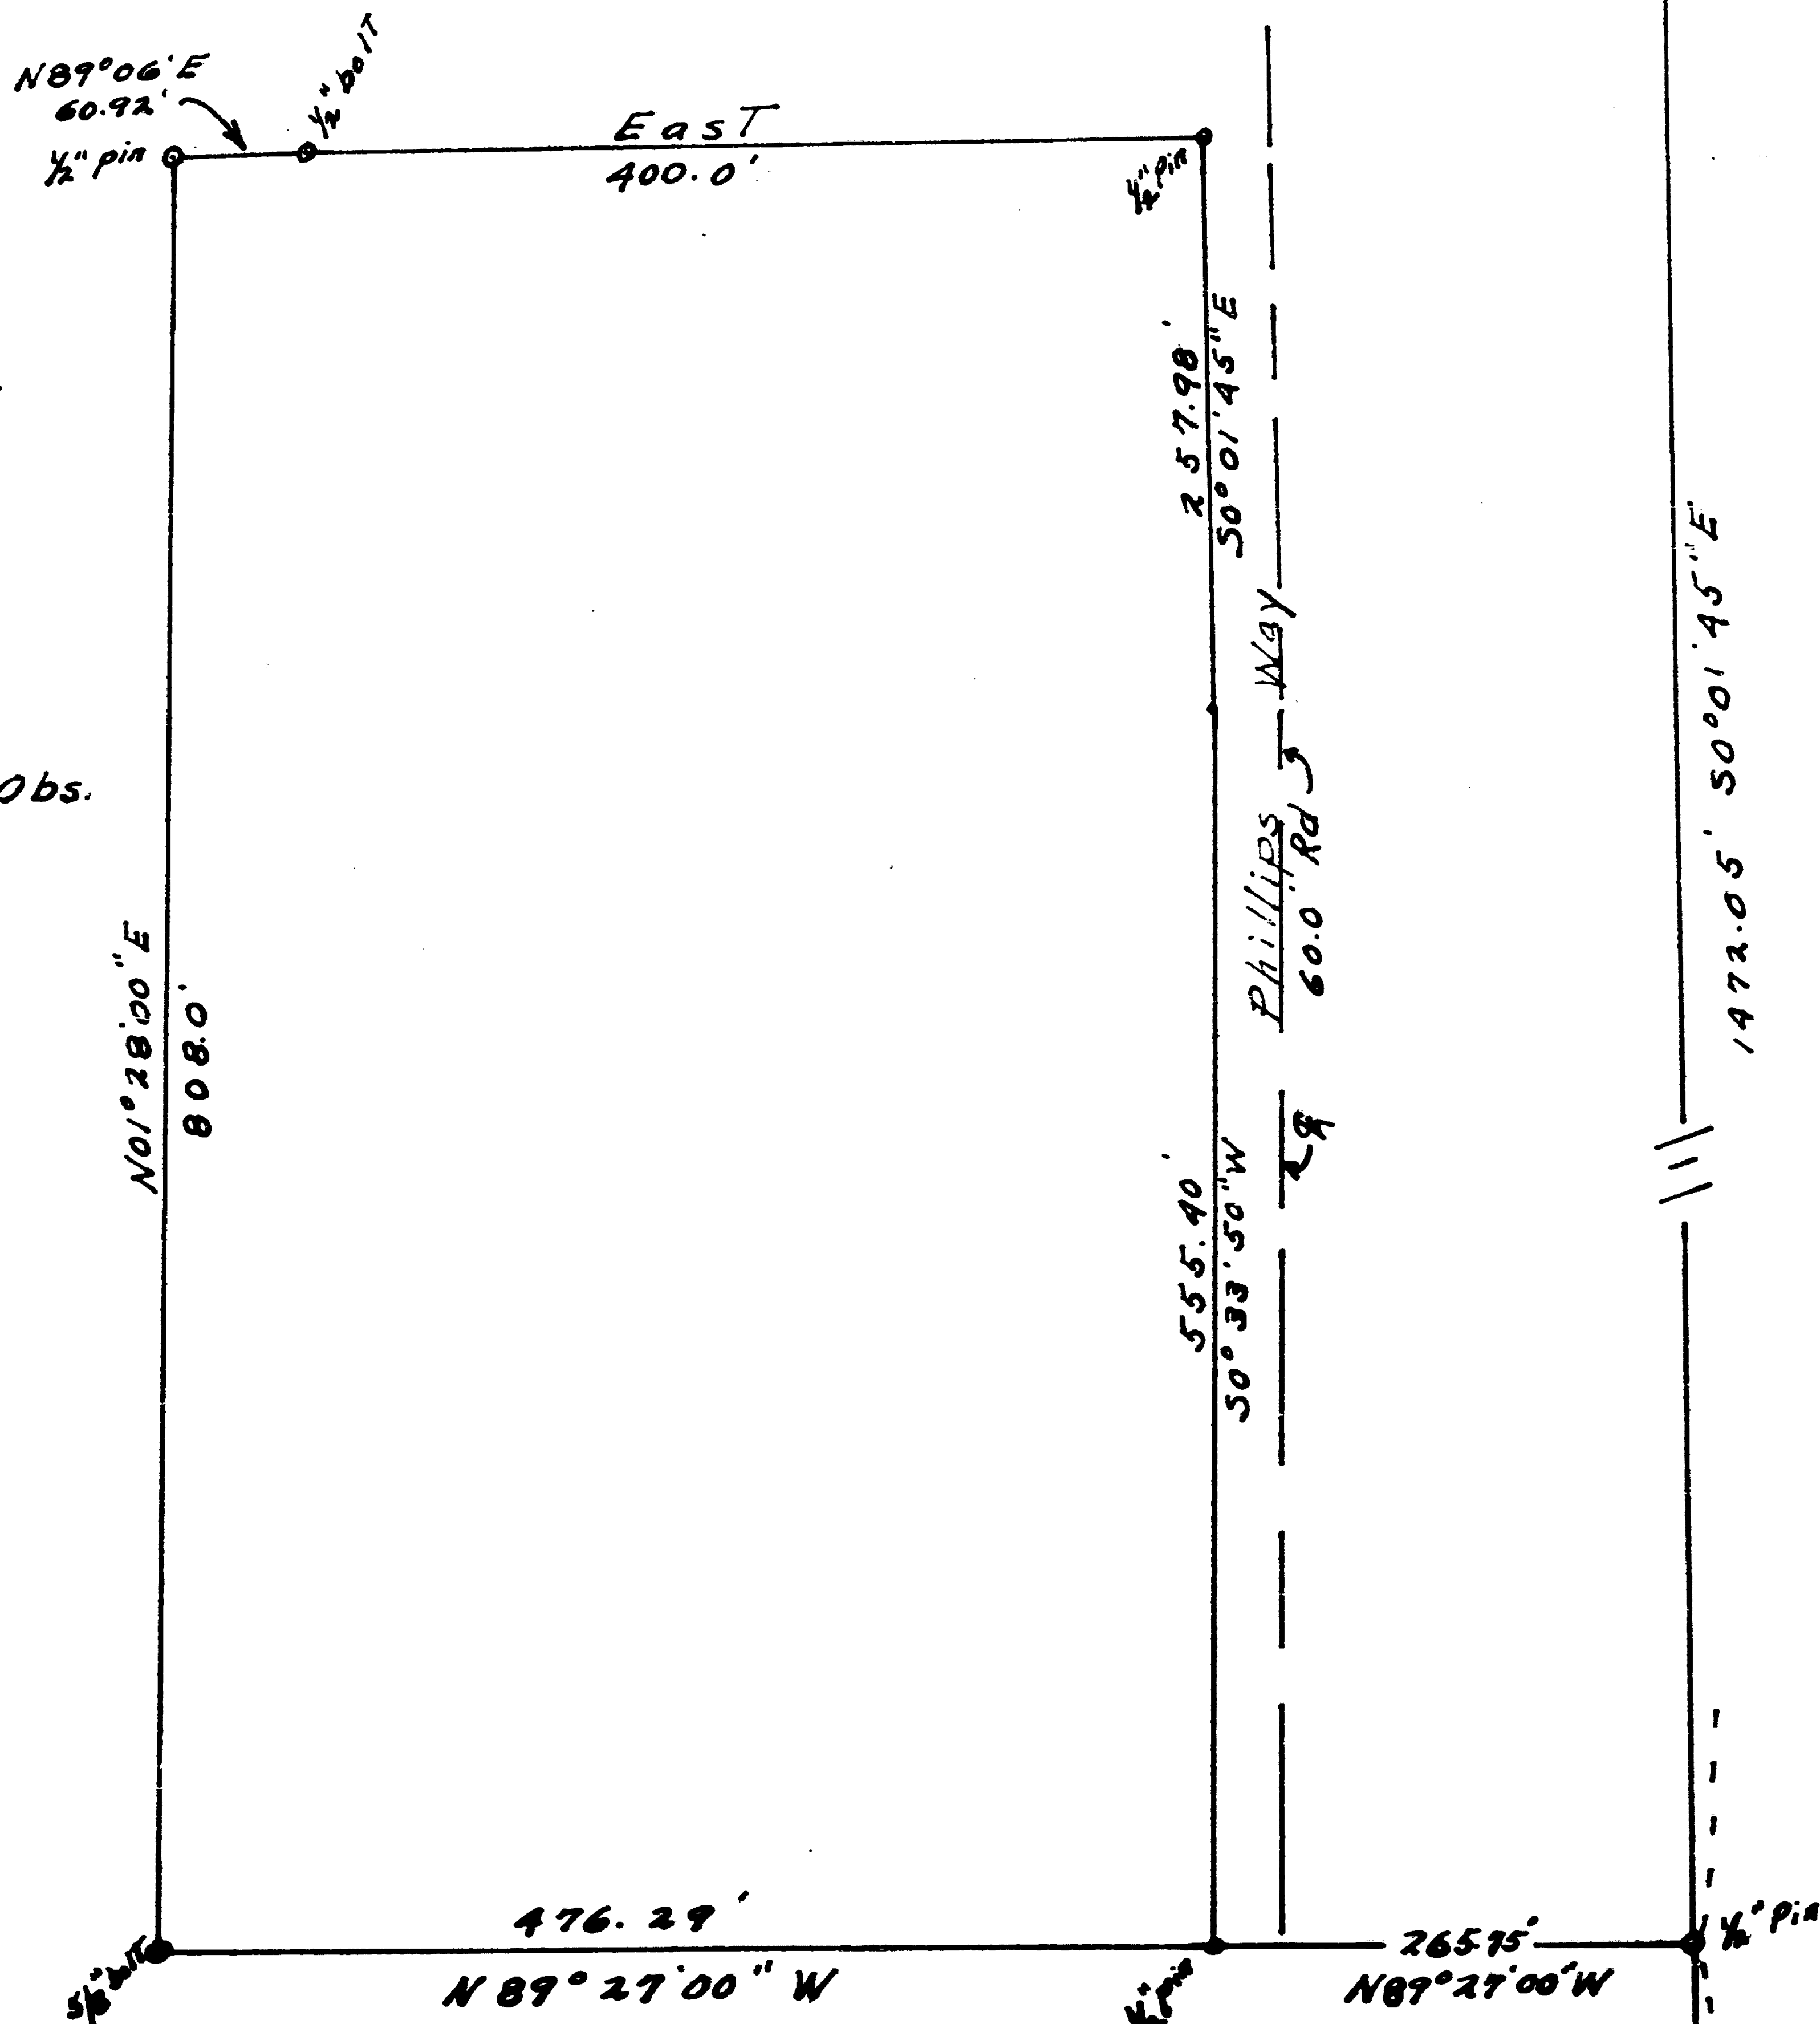 N89°06'E
60.92'
½" bolt
½" pin
East
400.0'
½" pin
257.98'
S0°01'45"E
Phillips Way
60.0' Rd
Obs.
N01°28'00"E
808.0'
555.40'
S0°33'50"W
1472.05' S0°01'45"E
476.29'
N89°27'00"W
5/8" bolt
½" pin
265.95'
N89°27'00"W
½" pin